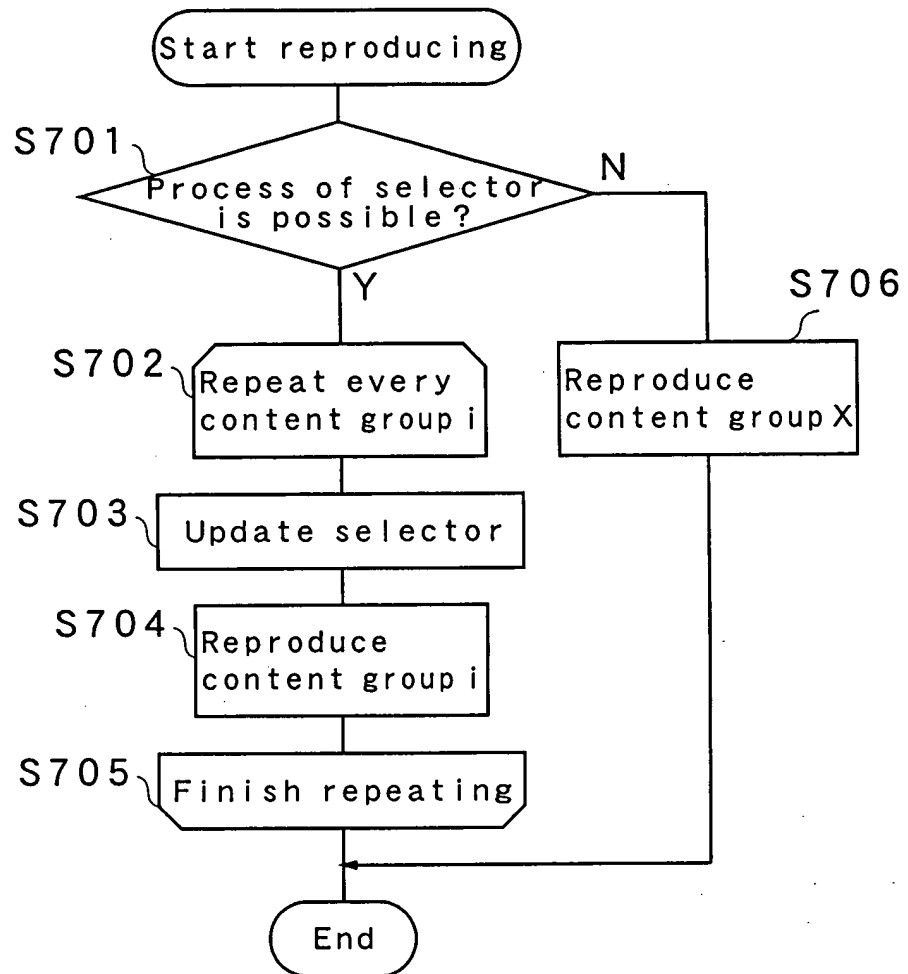 Start reproducing
S701
Process of selector
is possible?
N
Y
S706
S702
Repeat every
content group i
Reproduce
content group X
S703
Update selector
S704
Reproduce
content group i
S705
Finish repeating
End